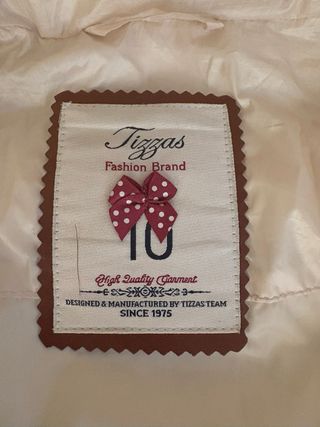 Tizzas
Fashion Brand
10
High Quality Garment
DESIGNED & MANUFACTURED BY TIZZAS TEAM
SINCE 1975